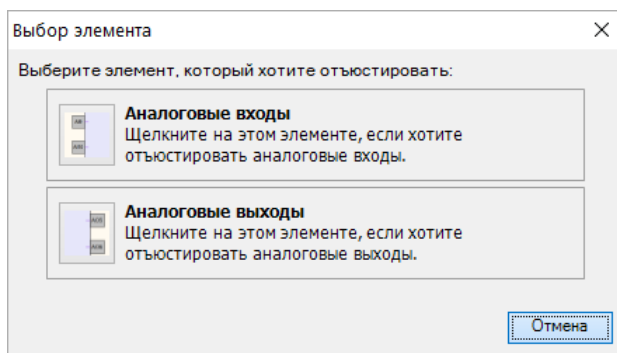 Выбор элемента
Выберите элемент, который хотите отъюстировать:
Аналоговые входы
Щелкните на этом элементе, если хотите
отъюстировать аналоговые входы.
Аналоговые выходы
Щелкните на этом элементе, если хотите
отъюстировать аналоговые выходы.
Отмена